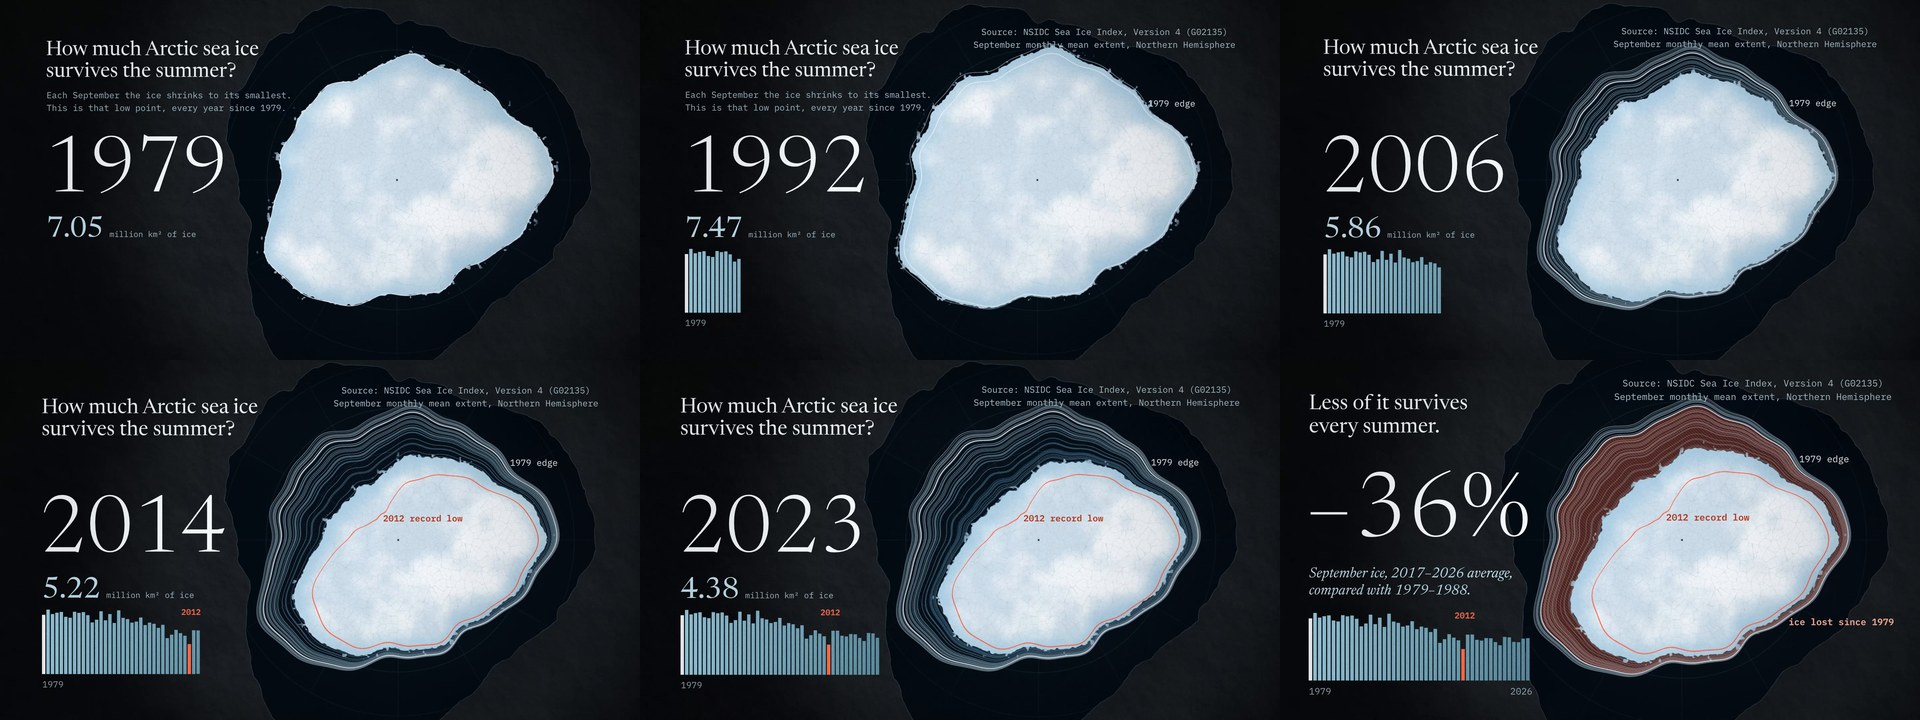 How much Arctic sea ice
survives the summer?
Each September the ice shrinks to its smallest.
This is that low point, every year since 1979.
1979
7.05 million km² of ice
Source: NSIDC Sea Ice Index, Version 4 (G02135)
September monthly mean extent, Northern Hemisphere
How much Arctic sea ice
survives the summer?
Each September the ice shrinks to its smallest.
This is that low point, every year since 1979.
1979 edge
1992
7.47 million km² of ice
1979
Source: NSIDC Sea Ice Index, Version 4 (G02135)
September monthly mean extent, Northern Hemisphere
How much Arctic sea ice
survives the summer?
1979 edge
2006
5.86 million km² of ice
1979
Source: NSIDC Sea Ice Index, Version 4 (G02135)
September monthly mean extent, Northern Hemisphere
How much Arctic sea ice
survives the summer?
1979 edge
2012 record low
2014
5.22 million km² of ice
2012
1979
Source: NSIDC Sea Ice Index, Version 4 (G02135)
September monthly mean extent, Northern Hemisphere
How much Arctic sea ice
survives the summer?
1979 edge
2012 record low
2023
4.38 million km² of ice
2012
1979
Source: NSIDC Sea Ice Index, Version 4 (G02135)
September monthly mean extent, Northern Hemisphere
Less of it survives
every summer.
1979 edge
2012 record low
–36%
September ice, 2017–2026 average,
compared with 1979–1988.
2012
ice lost since 1979
1979 2026